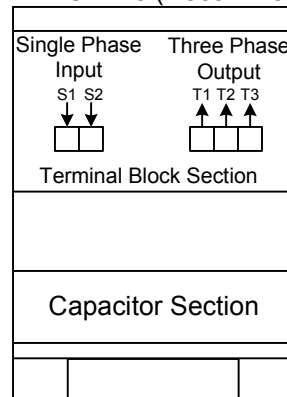 Single Phase Three Phase
Input Output
S1 S2 T1 T2 T3
Terminal Block Section
Capacitor Section